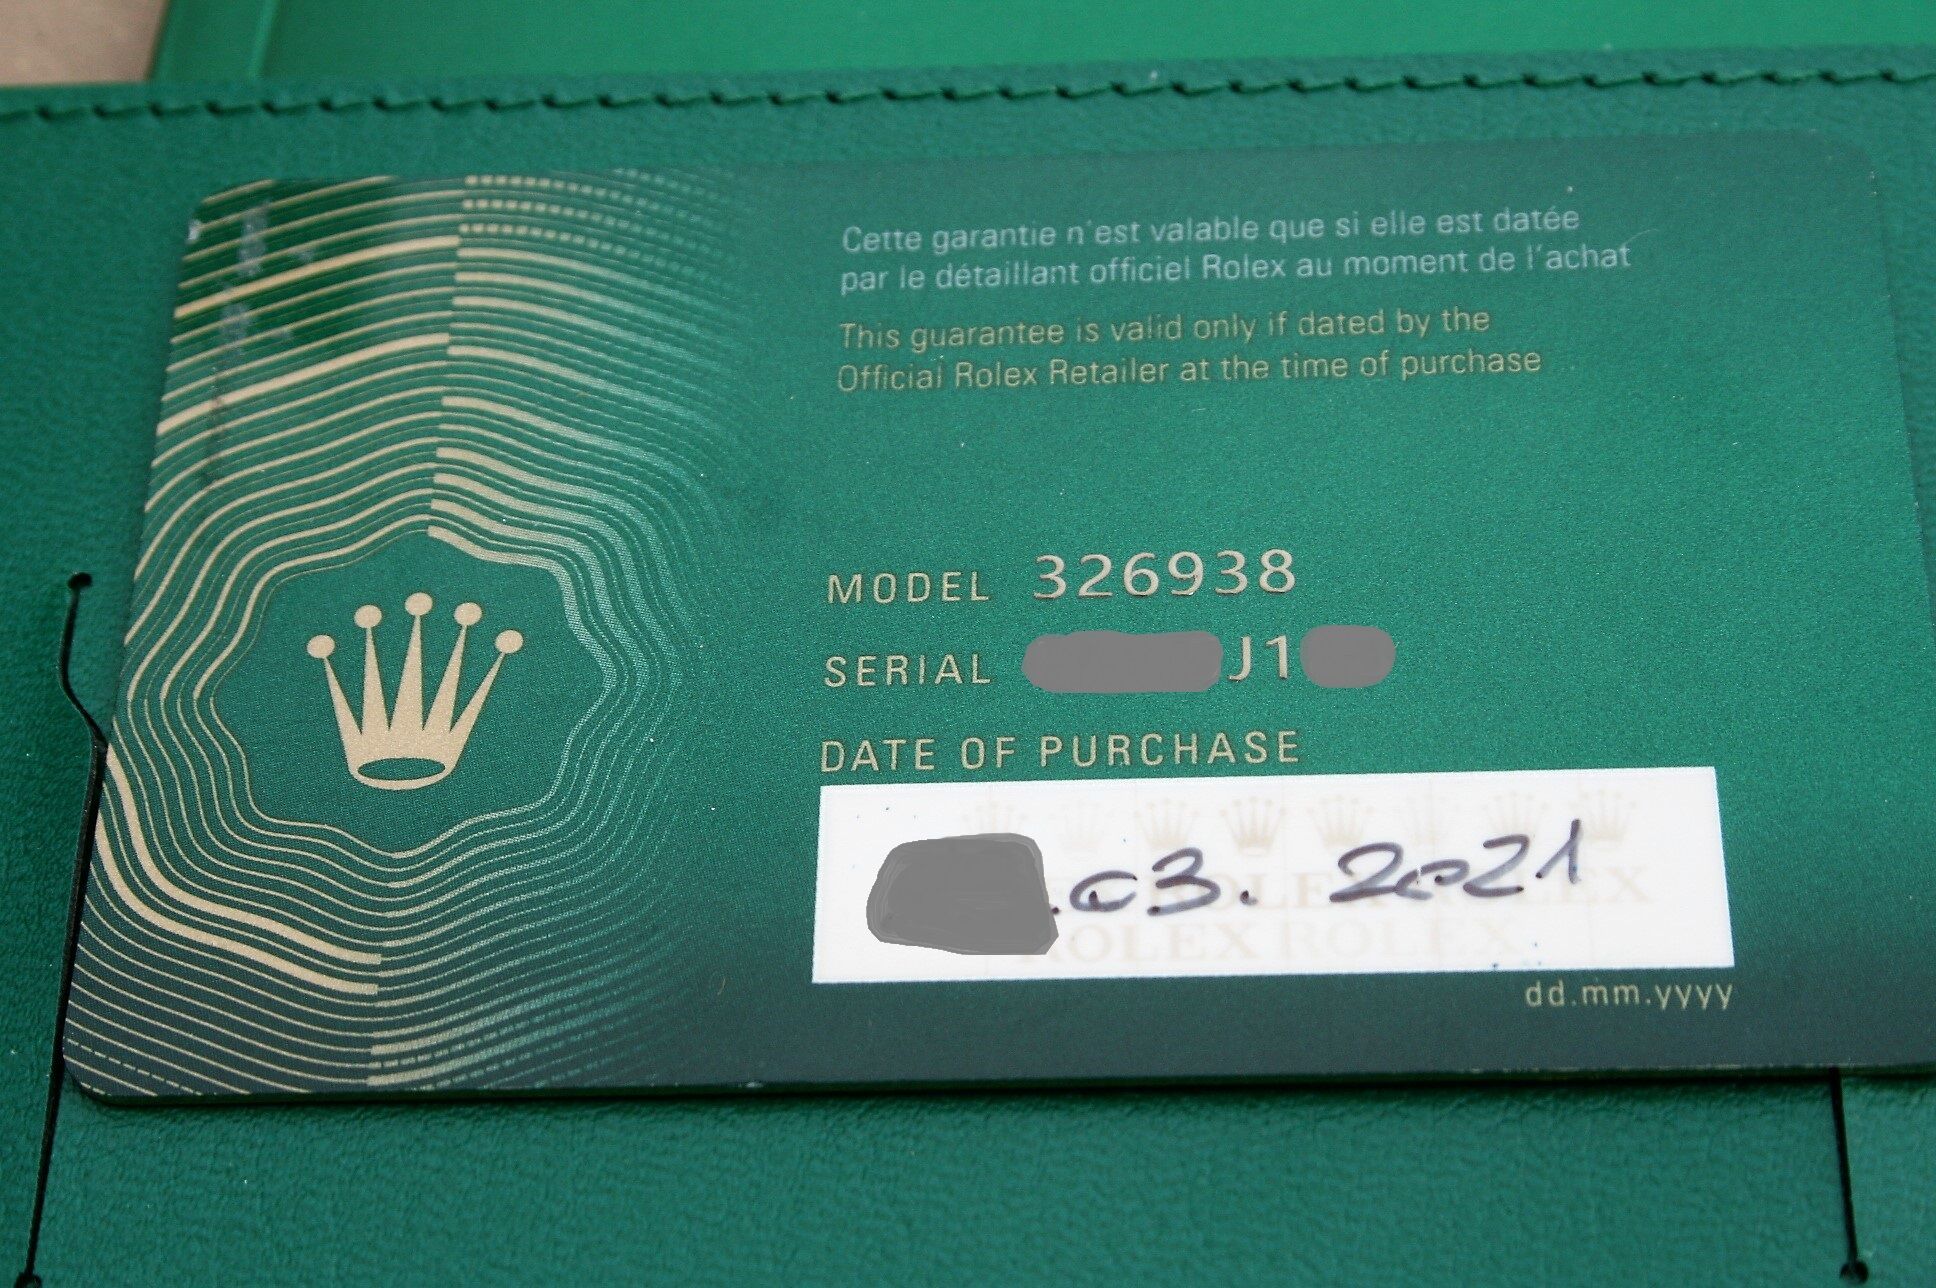 Cette garantie n'est valable que si elle est datée
par le détaillant officiel Rolex au moment de l'achat
This guarantee is valid only if dated by the
Official Rolex Retailer at the time of purchase
MODEL 326938
SERIAL J1
DATE OF PURCHASE
.03. 2021
ROLEX ROLEX
dd.mm.yyyy